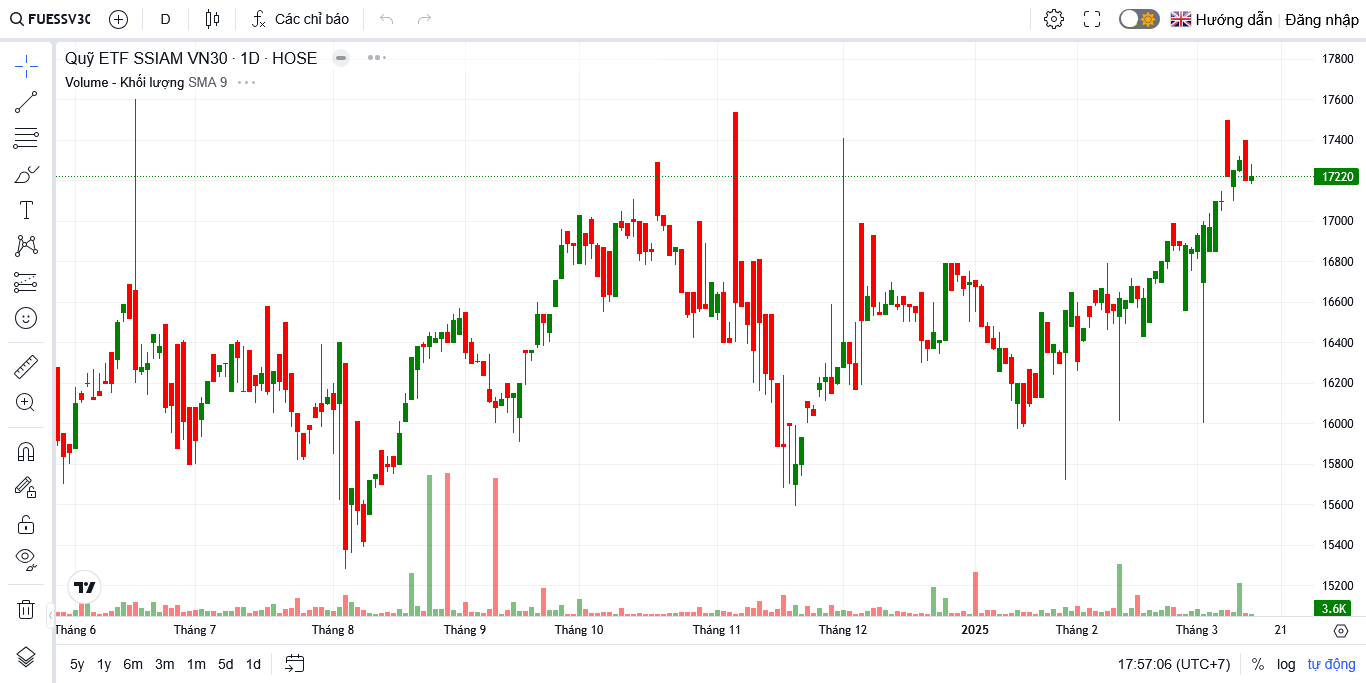 FUESSV30
D
Các chỉ báo
Hướng dẫn
Đăng nhập
Quỹ ETF SSIAM VN30 · 1D · HOSE
Volume - Khối lượng SMA 9
17800
17600
17400
17220
17000
16800
16600
16400
16200
16000
15800
15600
15400
15200
3.6K
Tháng 6 Tháng 7 Tháng 8 Tháng 9 Tháng 10 Tháng 11 Tháng 12 2025 Tháng 2 Tháng 3 21
5y 1y 6m 3m 1m 5d 1d
17:57:06 (UTC+7) % log tự động